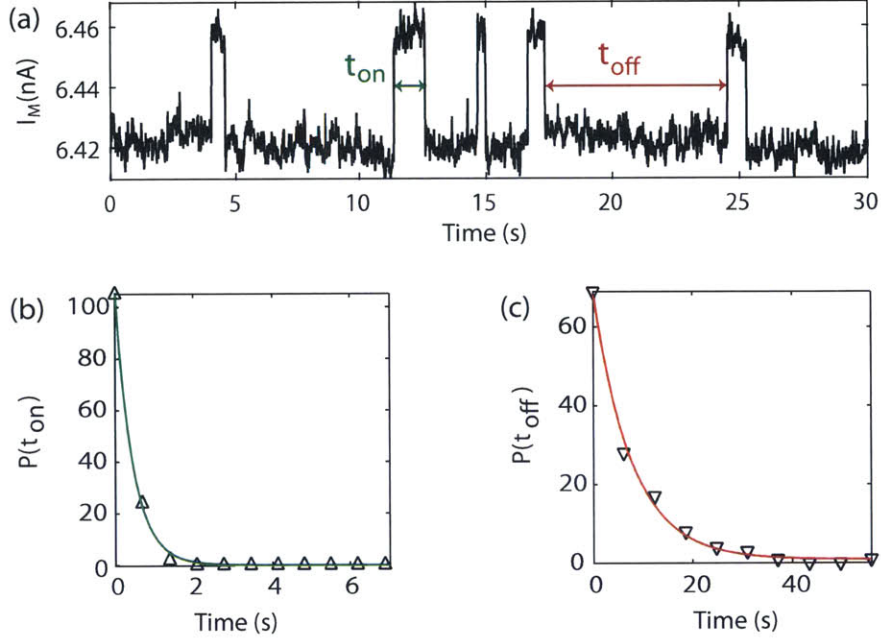 (a)
I_M(nA)
6.46
6.44
6.42
t_on
t_off
0 5 10 15 20 25 30
Time (s)
(b)
P(t_on)
100
80
60
40
20
0
0 2 4 6
Time (s)
(c)
P(t_off)
60
40
20
0
0 20 40
Time (s)